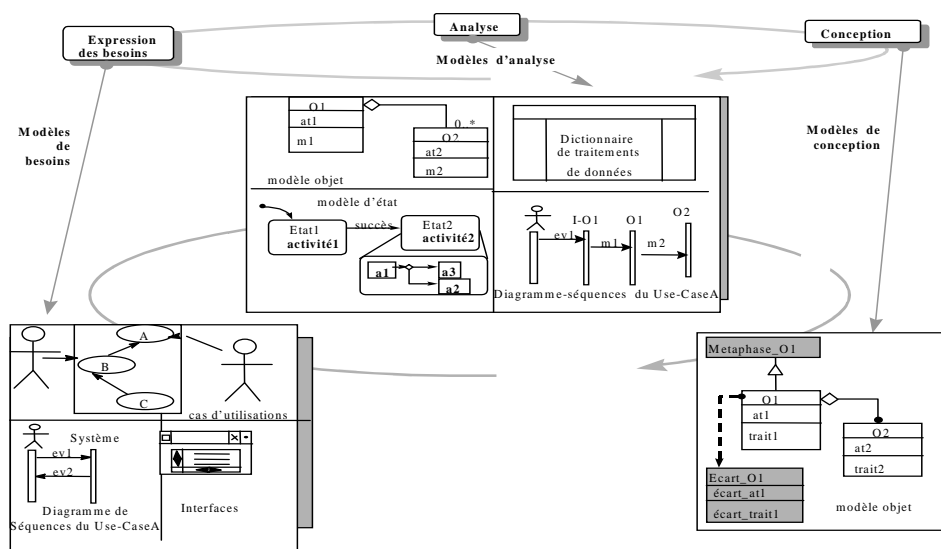 Expression
des besoins
Analyse
Conception
Modèles d'analyse
Modèles
de
besoins
Modèles de
conception
O1
at1
m1
0..*
O2
at2
m2
modèle objet
Dictionnaire
de traitements
de données
modèle d'état
Etat1
activité1
succès
Etat2
activité2
a1
a3
a2
I-O1
O1
O2
ev1
m1
m2
Diagramme-séquences du Use-CaseA
A
B
C
cas d'utilisations
Système
ev1
ev2
Diagramme de
Séquences du Use-CaseA
Interfaces
Metaphase_O1
O1
at1
trait1
O2
at2
trait2
Ecart_O1
écart_at1
écart_trait1
modèle objet